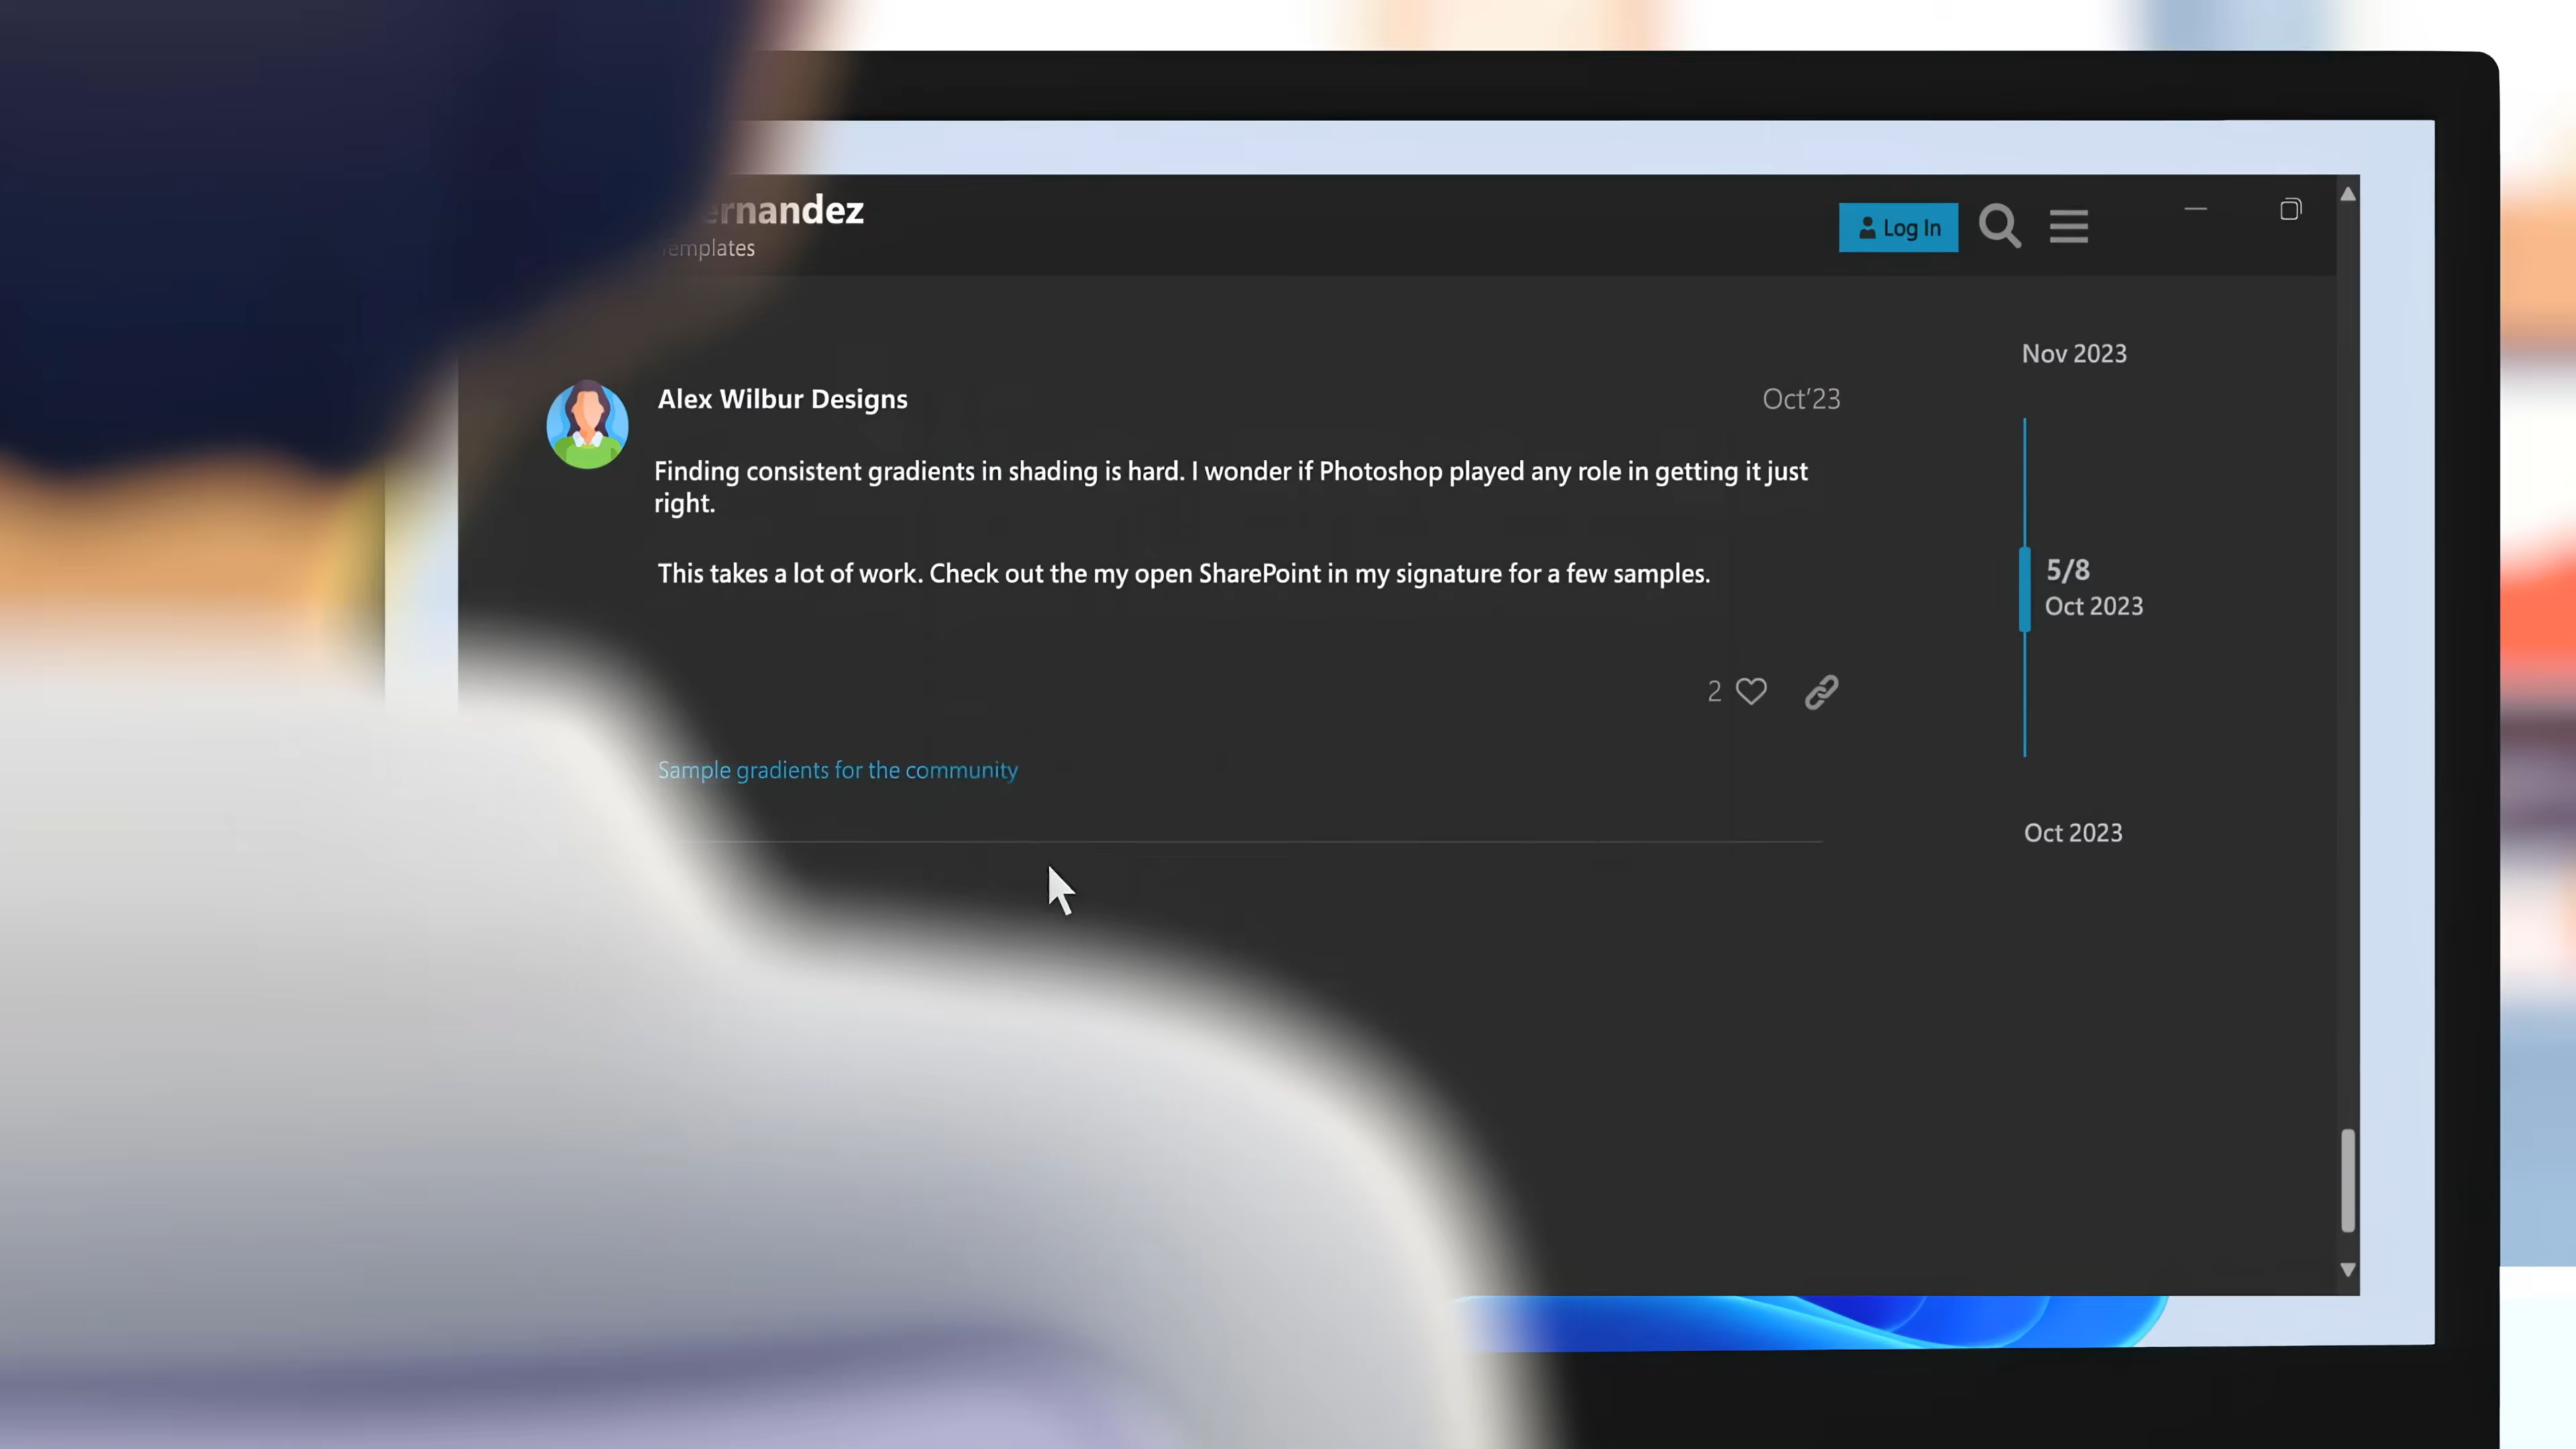 Log In
Nov 2023
Alex Wilbur Designs
Oct'23
Finding consistent gradients in shading is hard. I wonder if Photoshop played any role in getting it just
right.
This takes a lot of work. Check out the my open SharePoint in my signature for a few samples.
5/8
Oct 2023
2
Sample gradients for the community
Oct 2023